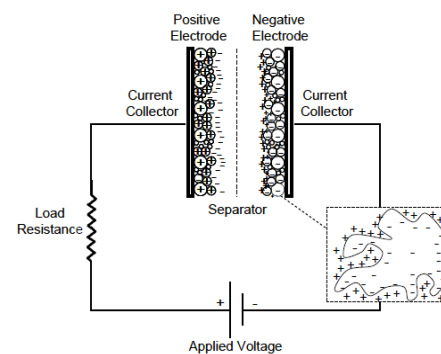 Positive
Electrode
Negative
Electrode
Current
Collector
Current
Collector
Separator
Load
Resistance
+ -
Applied Voltage